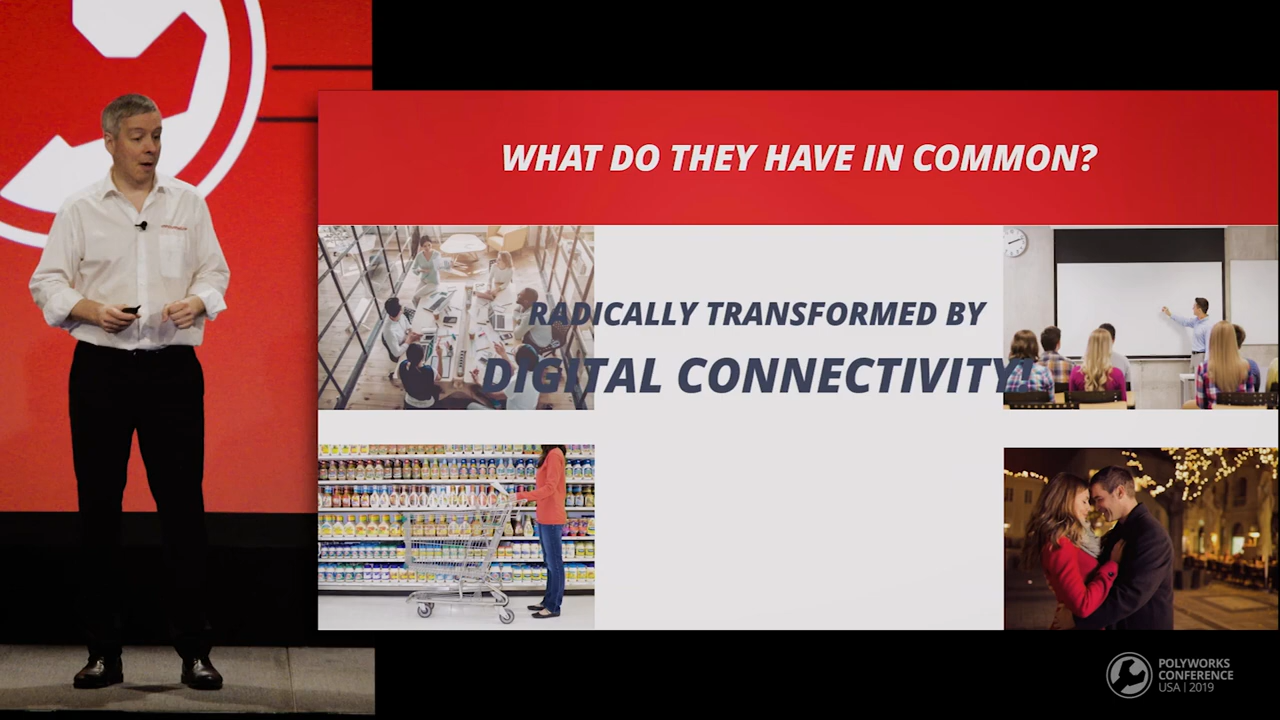 WHAT DO THEY HAVE IN COMMON?
RADICALLY TRANSFORMED BY
DIGITAL CONNECTIVITY!
POLYWORKS
CONFERENCE
USA | 2019